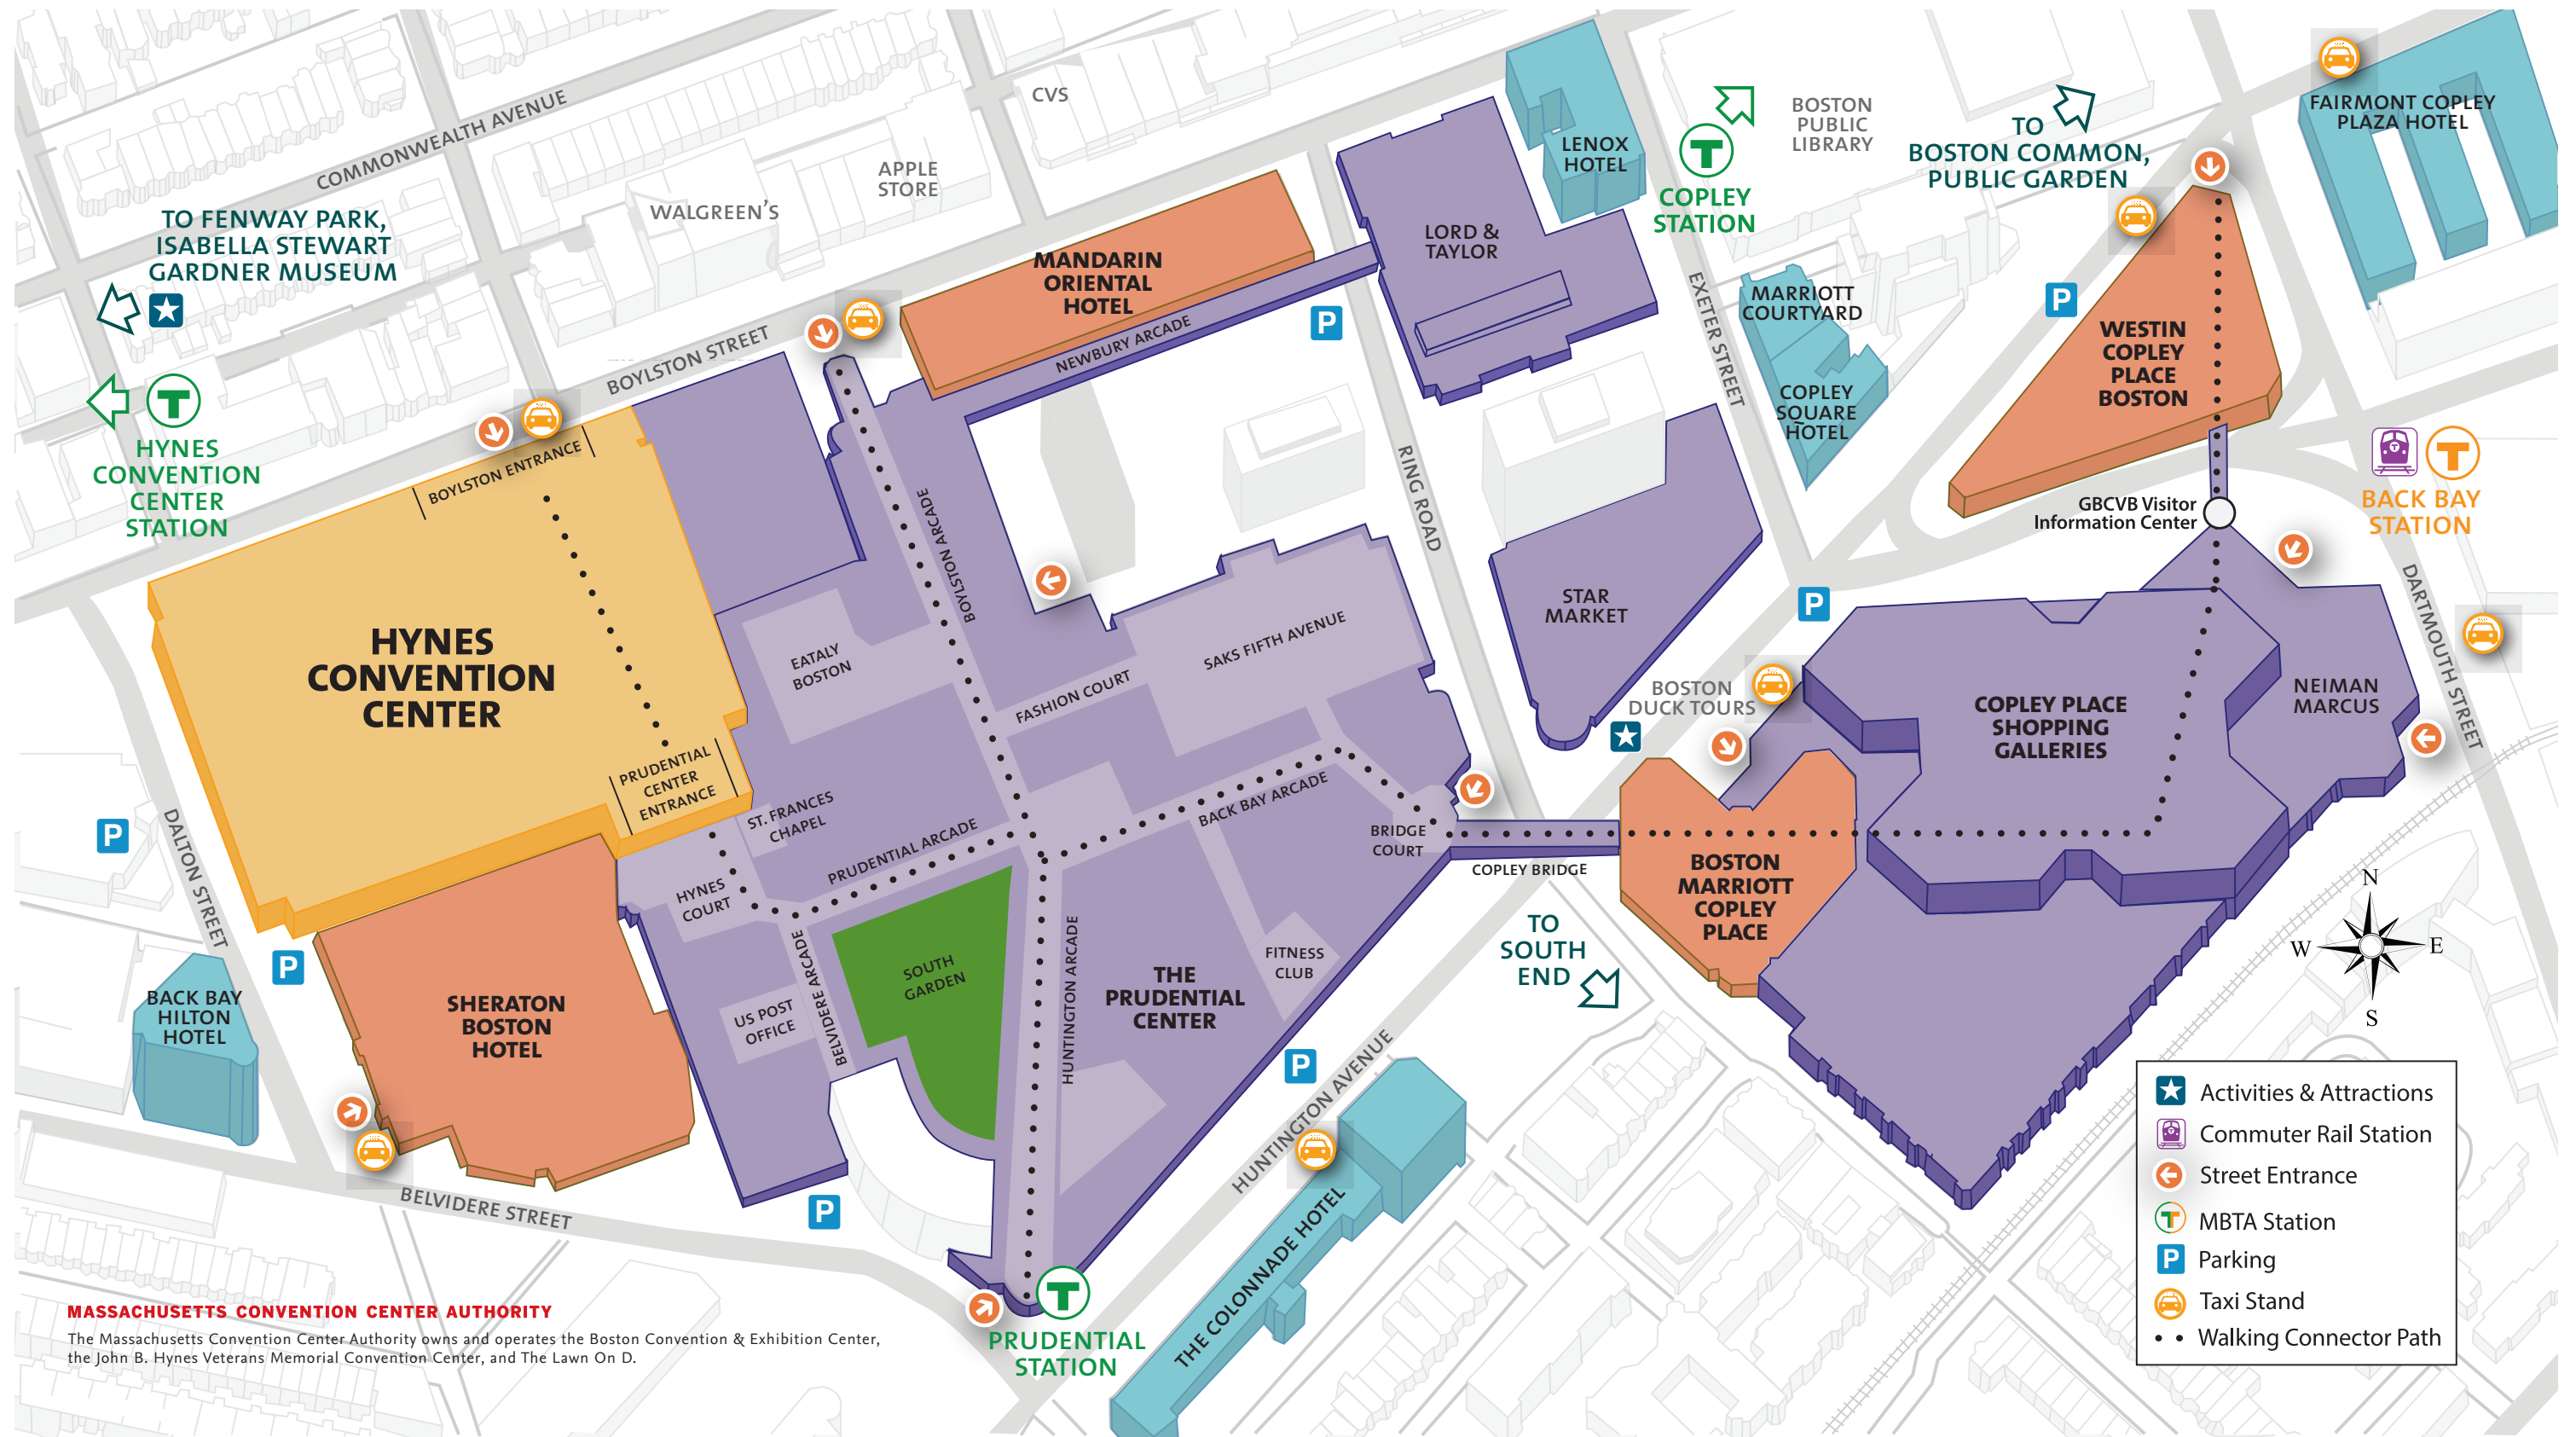 COMMONWEALTH AVENUE
CVS
APPLE
STORE
WALGREEN'S
TO FENWAY PARK,
ISABELLA STEWART
GARDNER MUSEUM
HYNES
CONVENTION
CENTER
STATION
BOYLSTON STREET
BOYLSTON ENTRANCE
HYNES
CONVENTION
CENTER
PRUDENTIAL
CENTER
ENTRANCE
MANDARIN
ORIENTAL
HOTEL
NEWBURY ARCADE
P
LORD &
TAYLOR
LENOX
HOTEL
T
COPLEY
STATION
BOSTON
PUBLIC
LIBRARY
TO
BOSTON COMMON,
PUBLIC GARDEN
FAIRMONT COPLEY
PLAZA HOTEL
EXETER STREET
MARRIOTT
COURTYARD
COPLEY
SQUARE
HOTEL
P
WESTIN
COPLEY
PLACE
BOSTON
GBCVB Visitor
Information Center
T
BACK BAY
STATION
DARTMOUTH STREET
T
BOYLSTON ARCADE
RING ROAD
EATALY
BOSTON
FASHION COURT
SAKS FIFTH AVENUE
STAR
MARKET
P
BOSTON
DUCK TOURS
COPLEY PLACE
SHOPPING
GALLERIES
NEIMAN
MARCUS
ST. FRANCES
CHAPEL
PRUDENTIAL ARCADE
BACK BAY ARCADE
BRIDGE
COURT
COPLEY BRIDGE
BOSTON
MARRIOTT
COPLEY
PLACE
P
DALTON STREET
P
HYNES
COURT
BACK BAY
HILTON
HOTEL
SHERATON
BOSTON
HOTEL
US POST
OFFICE
BELVIDERE ARCADE
SOUTH
GARDEN
HUNTINGTON ARCADE
THE
PRUDENTIAL
CENTER
FITNESS
CLUB
TO
SOUTH
END
P
HUNTINGTON AVENUE
THE COLONNADE HOTEL
BELVIDERE STREET
P
T
PRUDENTIAL
STATION
N
W
E
S
Activities & Attractions
Commuter Rail Station
Street Entrance
T MBTA Station
P Parking
Taxi Stand
Walking Connector Path
MASSACHUSETTS CONVENTION CENTER AUTHORITY
The Massachusetts Convention Center Authority owns and operates the Boston Convention & Exhibition Center,
the John B. Hynes Veterans Memorial Convention Center, and The Lawn On D.